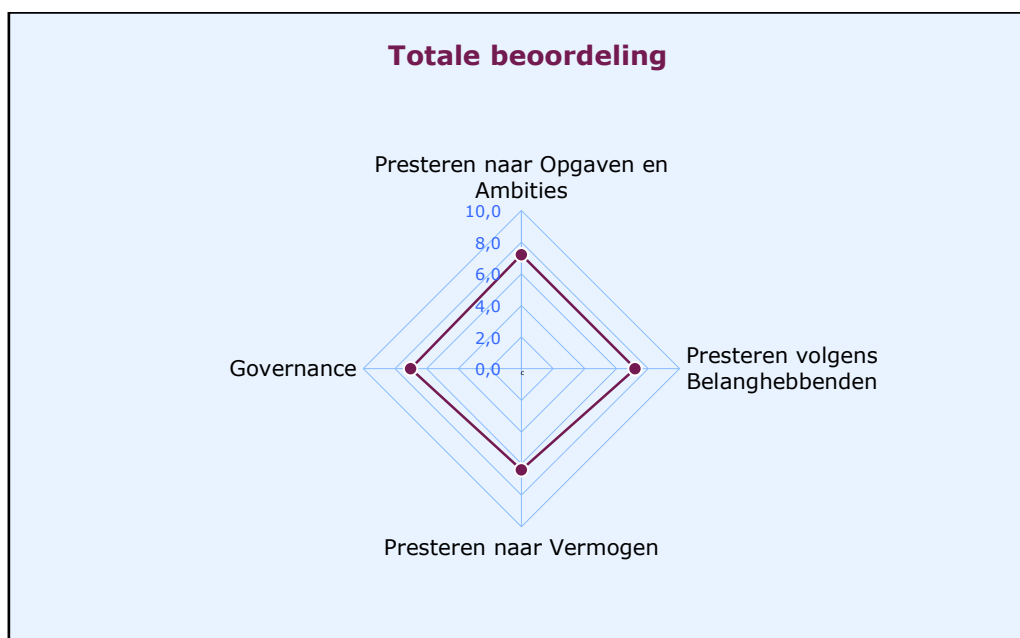 Totale beoordeling
Presteren naar Opgaven en
Ambities
10,0
8,0
6,0
4,0
2,0
0,0
c
Governance
Presteren volgens
Belanghebbenden
Presteren naar Vermogen